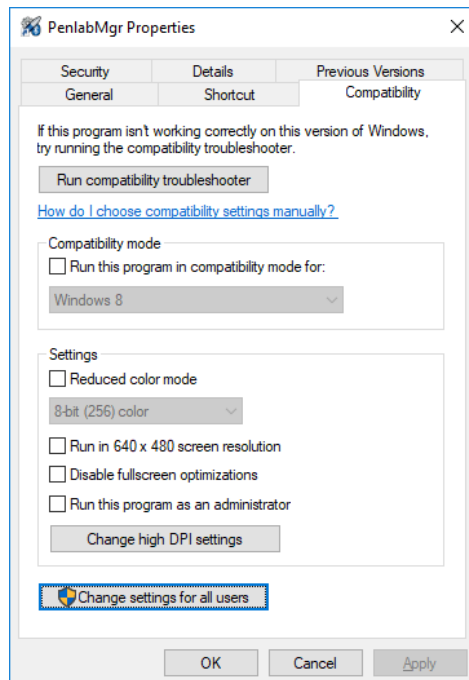 PenlabMgr Properties
Security Details Previous Versions
General Shortcut Compatibility
If this program isn't working correctly on this version of Windows,
try running the compatibility troubleshooter.
Run compatibility troubleshooter
How do I choose compatibility settings manually?
Compatibility mode
Run this program in compatibility mode for:
Windows 8
Settings
Reduced color mode
8-bit (256) color
Run in 640 x 480 screen resolution
Disable fullscreen optimizations
Run this program as an administrator
Change high DPI settings
Change settings for all users
OK Cancel Apply